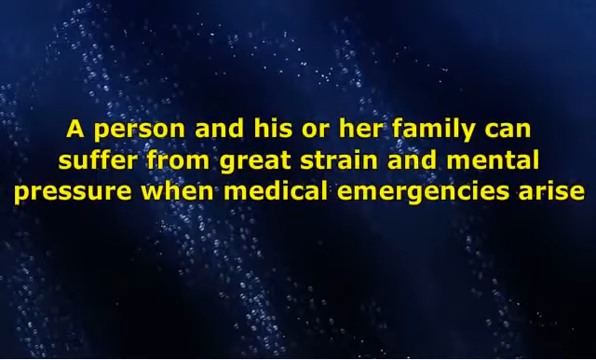 A person and his or her family can
suffer from great strain and mental
pressure when medical emergencies arise